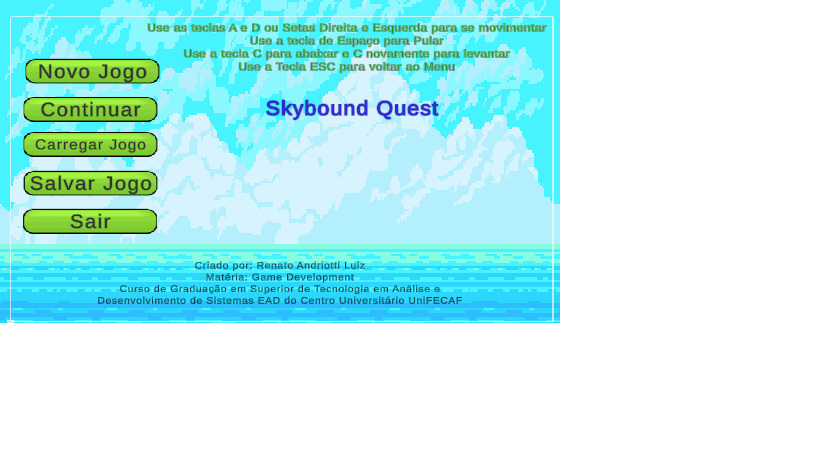 Use as teclas A e D ou Setas Direita e Esquerda para se movimentar
Use a tecla de Espaço para Pular
Use a tecla C para abaixar e C novamente para levantar
Use a Tecla ESC para voltar ao Menu
Novo Jogo
Continuar
Skybound Quest
Carregar Jogo
Salvar Jogo
Sair
Criado por: Renato Andriotti Luiz
Matéria: Game Development
Curso de Graduação em Superior de Tecnologia em Análise e
Desenvolvimento de Sistemas EAD do Centro Universitário UniFECAF